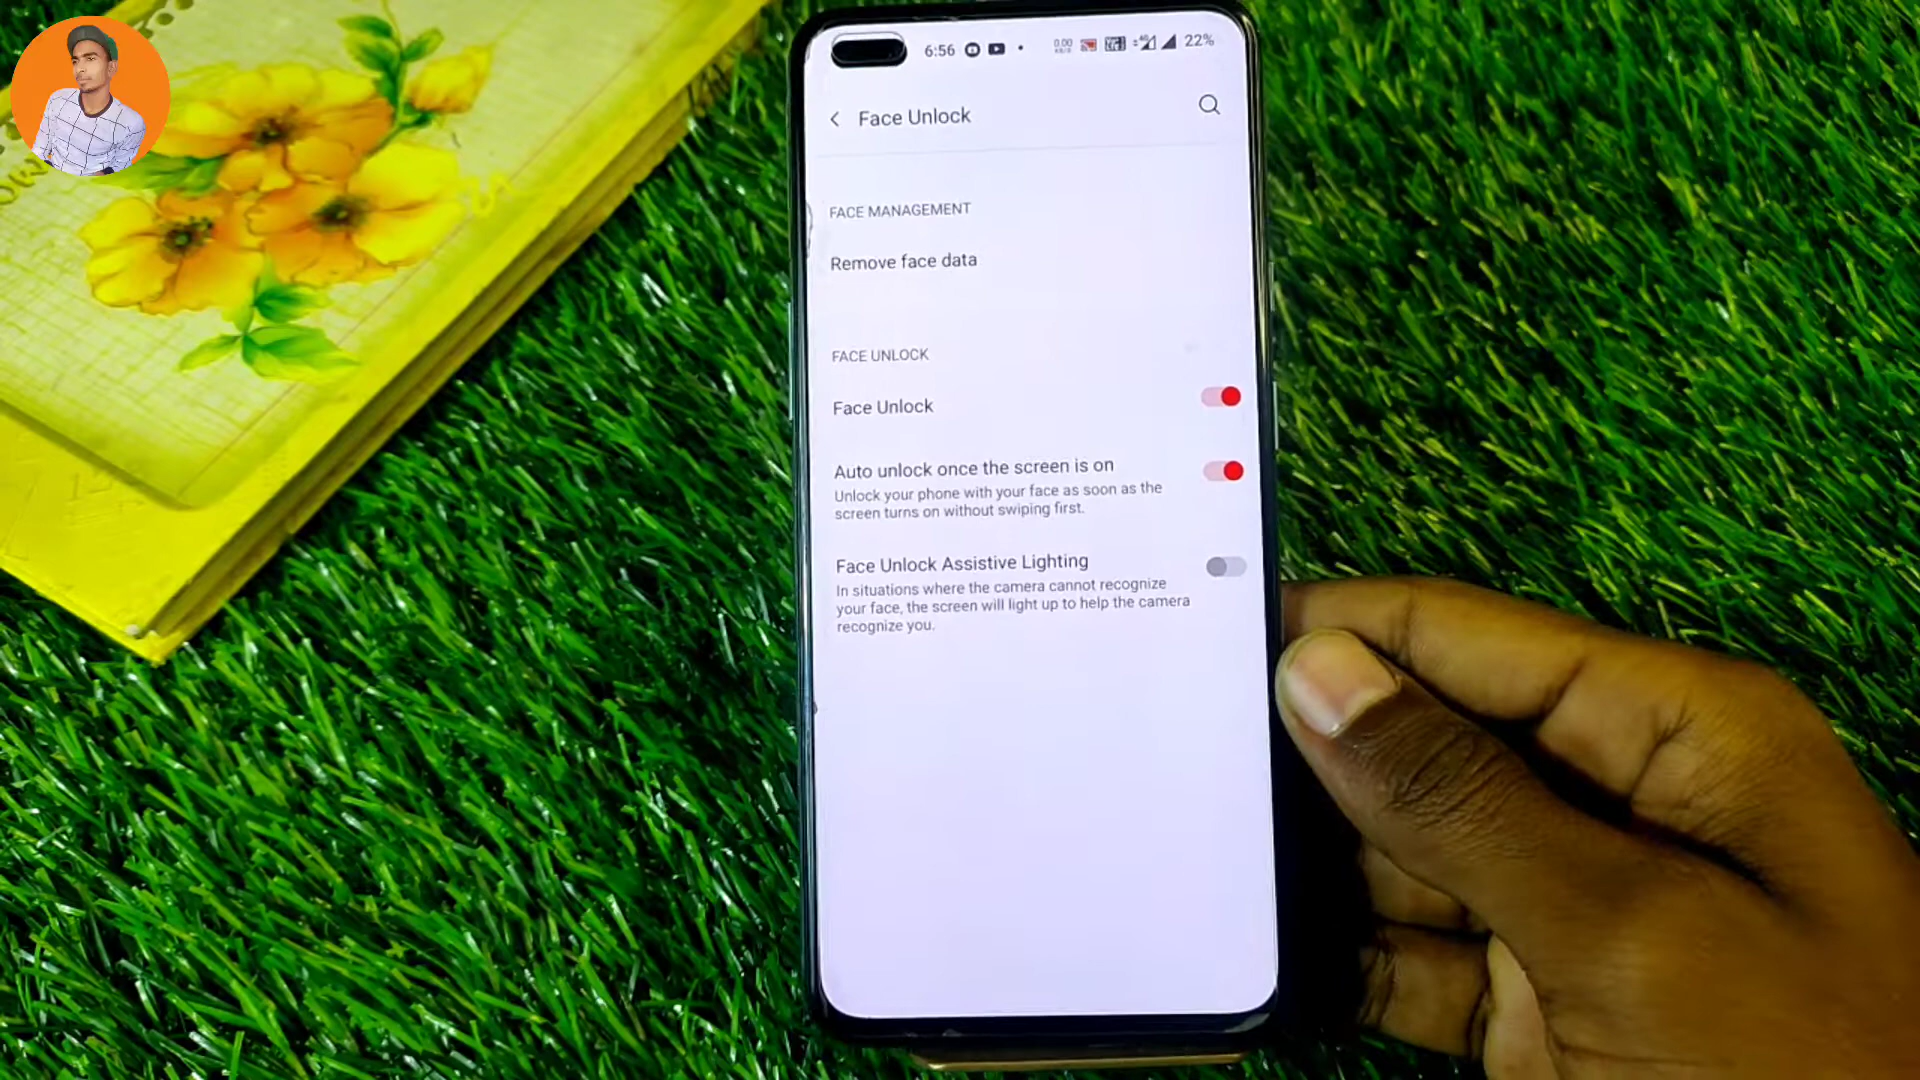 6:56
0.00
22%
Face Unlock
FACE MANAGEMENT
Remove face data
FACE UNLOCK
Face Unlock
Auto unlock once the screen is on
Unlock your phone with your face as soon as the
screen turns on without swiping first.
Face Unlock Assistive Lighting
In situations where the camera cannot recognize
your face, the screen will light up to help the camera
recognize you.